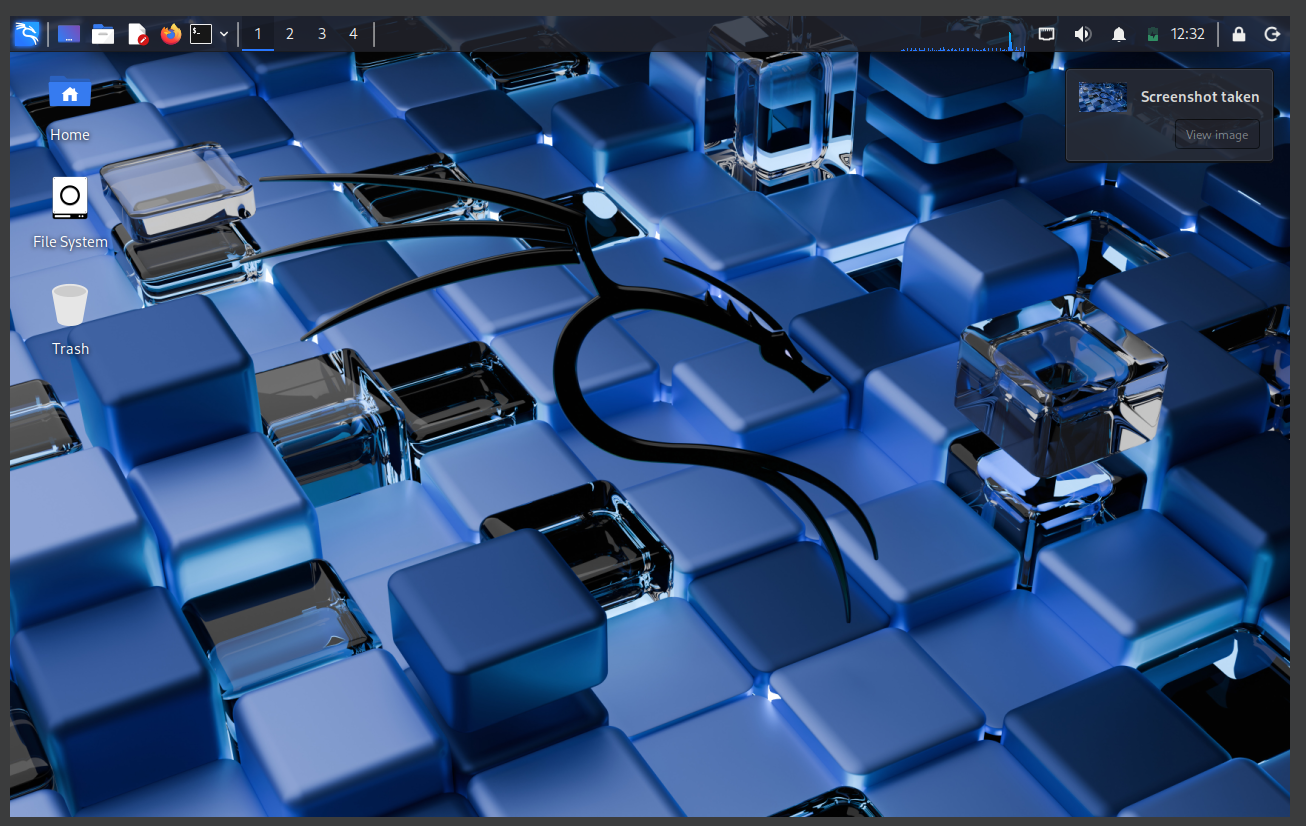 1 2 3 4
12:32
Screenshot taken
View image
Home
File System
Trash